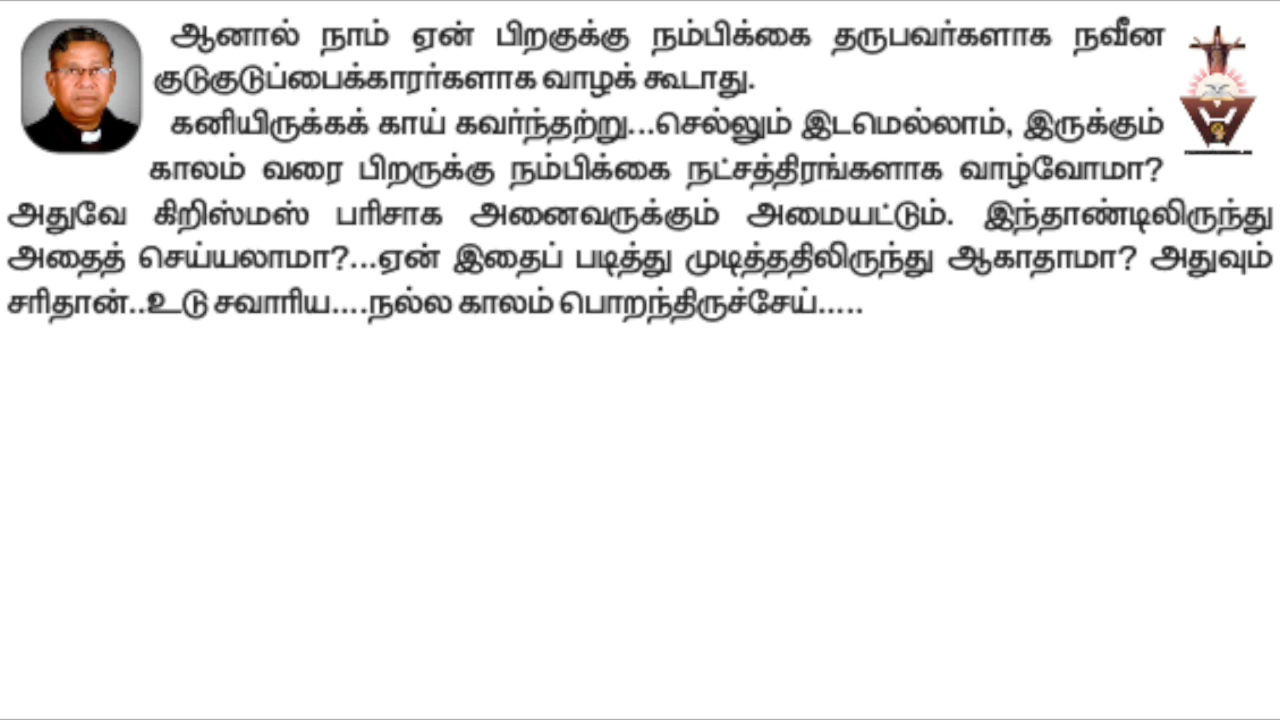 ஆனால் நாம் ஏன் பிறகுக்கு நம்பிக்கை தருபவர்களாக நவீன
குடுகுடுப்பைக்காரர்களாக வாழக் கூடாது.
கனியிருக்கக் காய் கவர்ந்தற்று...செல்லும் இடமெல்லாம், இருக்கும்
காலம் வரை பிறருக்கு நம்பிக்கை நட்சத்திரங்களாக வாழ்வோமா?
அதுவே கிறிஸ்மஸ் பரிசாக அனைவருக்கும் அமையட்டும். இந்தாண்டிலிருந்து
அதைத் செய்யலாமா?...ஏன் இதைப் படித்து முடித்ததிலிருந்து ஆகாதாமா? அதுவும்
சரிதான்..உடு சவாரிய....நல்ல காலம் பொறந்திருச்சேய்.....